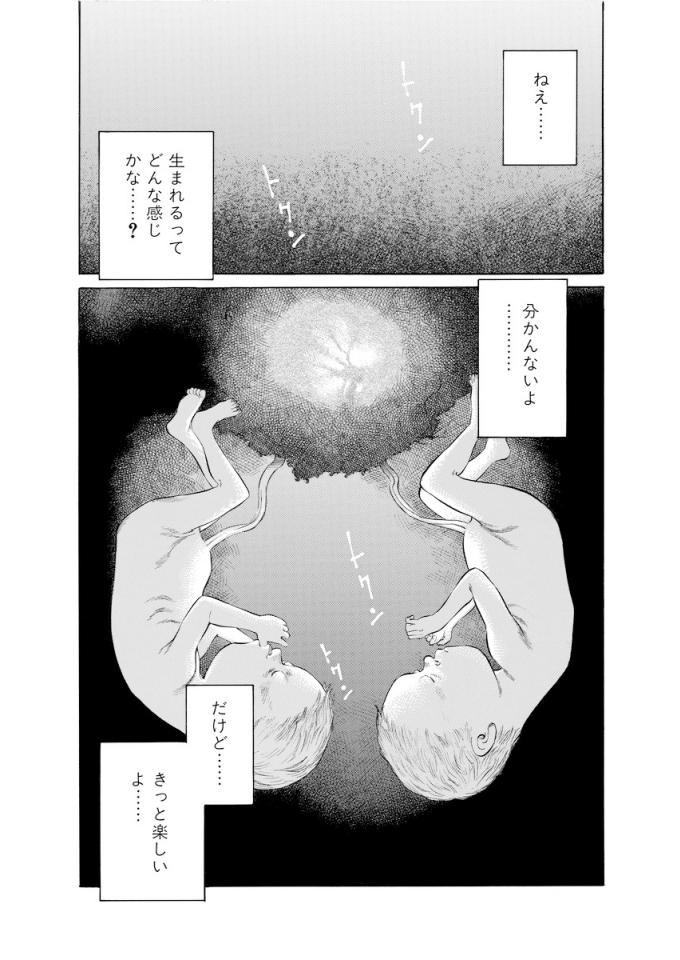 ねえ……
トクン
トクン
生まれるって
どんな感じ
かな……？
分かんないよ
…………
トクン
トクン
だけど……
きっと楽しい
よ……